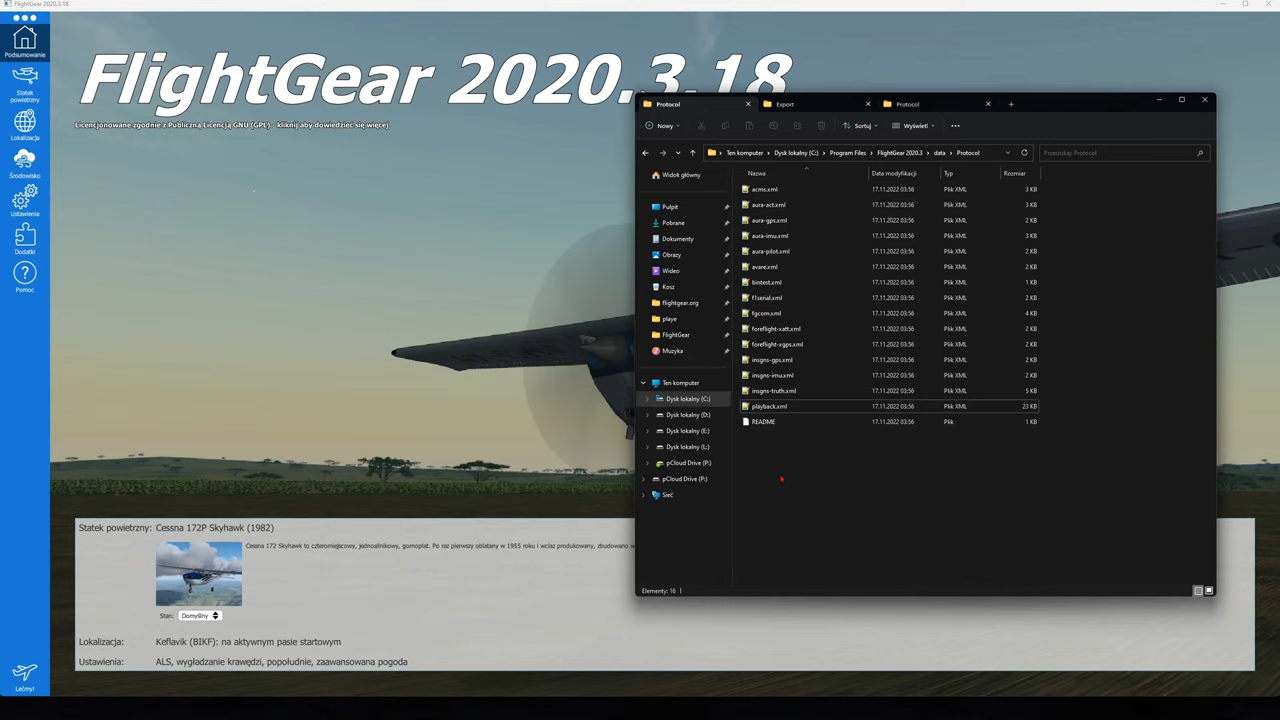 FlightGear 2020.3.18
Podsumowanie
Statek
powietrzny
Lokalizacja
Środowisko
Ustawienia
Dodatki
Pomoc
Lećmy!
FlightGear 2020.3.18
Licencjonowane zgodnie z Publiczną Licencją GNU (GPL) - kliknij aby dowiedzieć się więcej
Statek powietrzny: Cessna 172P Skyhawk (1982)
Cessna 172 Skyhawk to czteromiejscowy, jednosilnikowy, górnopłat. Po raz pierwszy oblatany w 1955 roku i wciąż produkowany, zbudowano w
Stan: Domyślny
Lokalizacja: Keflavik (BIKF): na aktywnym pasie startowym
Ustawienia: ALS, wygładzanie krawędzi, popołudnie, zaawansowana pogoda
Protocol
Export
Protocol
Nowy
Sortuj
Wyświetl
Ten komputer > Dysk lokalny (C:) > Program Files > FlightGear 2020.3 > data > Protocol
Przeszukaj: Protocol
Widok główny
Pulpit
Pobrane
Dokumenty
Obrazy
Wideo
Kosz
flightgear.org
playe
FlightGear
Muzyka
Ten komputer
Dysk lokalny (C:)
Dysk lokalny (D:)
Dysk lokalny (E:)
Dysk lokalny (L:)
pCloud Drive (P:)
pCloud Drive (P:)
Sieć
Nazwa Data modyfikacji Typ Rozmiar
acms.xml 17.11.2022 03:56 Plik XML 3 KB
aura-act.xml 17.11.2022 03:56 Plik XML 3 KB
aura-gps.xml 17.11.2022 03:56 Plik XML 2 KB
aura-imu.xml 17.11.2022 03:56 Plik XML 3 KB
aura-pilot.xml 17.11.2022 03:56 Plik XML 2 KB
avare.xml 17.11.2022 03:56 Plik XML 2 KB
bintest.xml 17.11.2022 03:56 Plik XML 1 KB
f1serial.xml 17.11.2022 03:56 Plik XML 2 KB
fgcom.xml 17.11.2022 03:56 Plik XML 4 KB
foreflight-xatt.xml 17.11.2022 03:56 Plik XML 2 KB
foreflight-xgps.xml 17.11.2022 03:56 Plik XML 2 KB
insgns-gps.xml 17.11.2022 03:56 Plik XML 2 KB
insgns-imu.xml 17.11.2022 03:56 Plik XML 2 KB
insgns-truth.xml 17.11.2022 03:56 Plik XML 5 KB
playback.xml 17.11.2022 03:56 Plik XML 23 KB
README 17.11.2022 03:56 Plik 1 KB
Elementy: 16